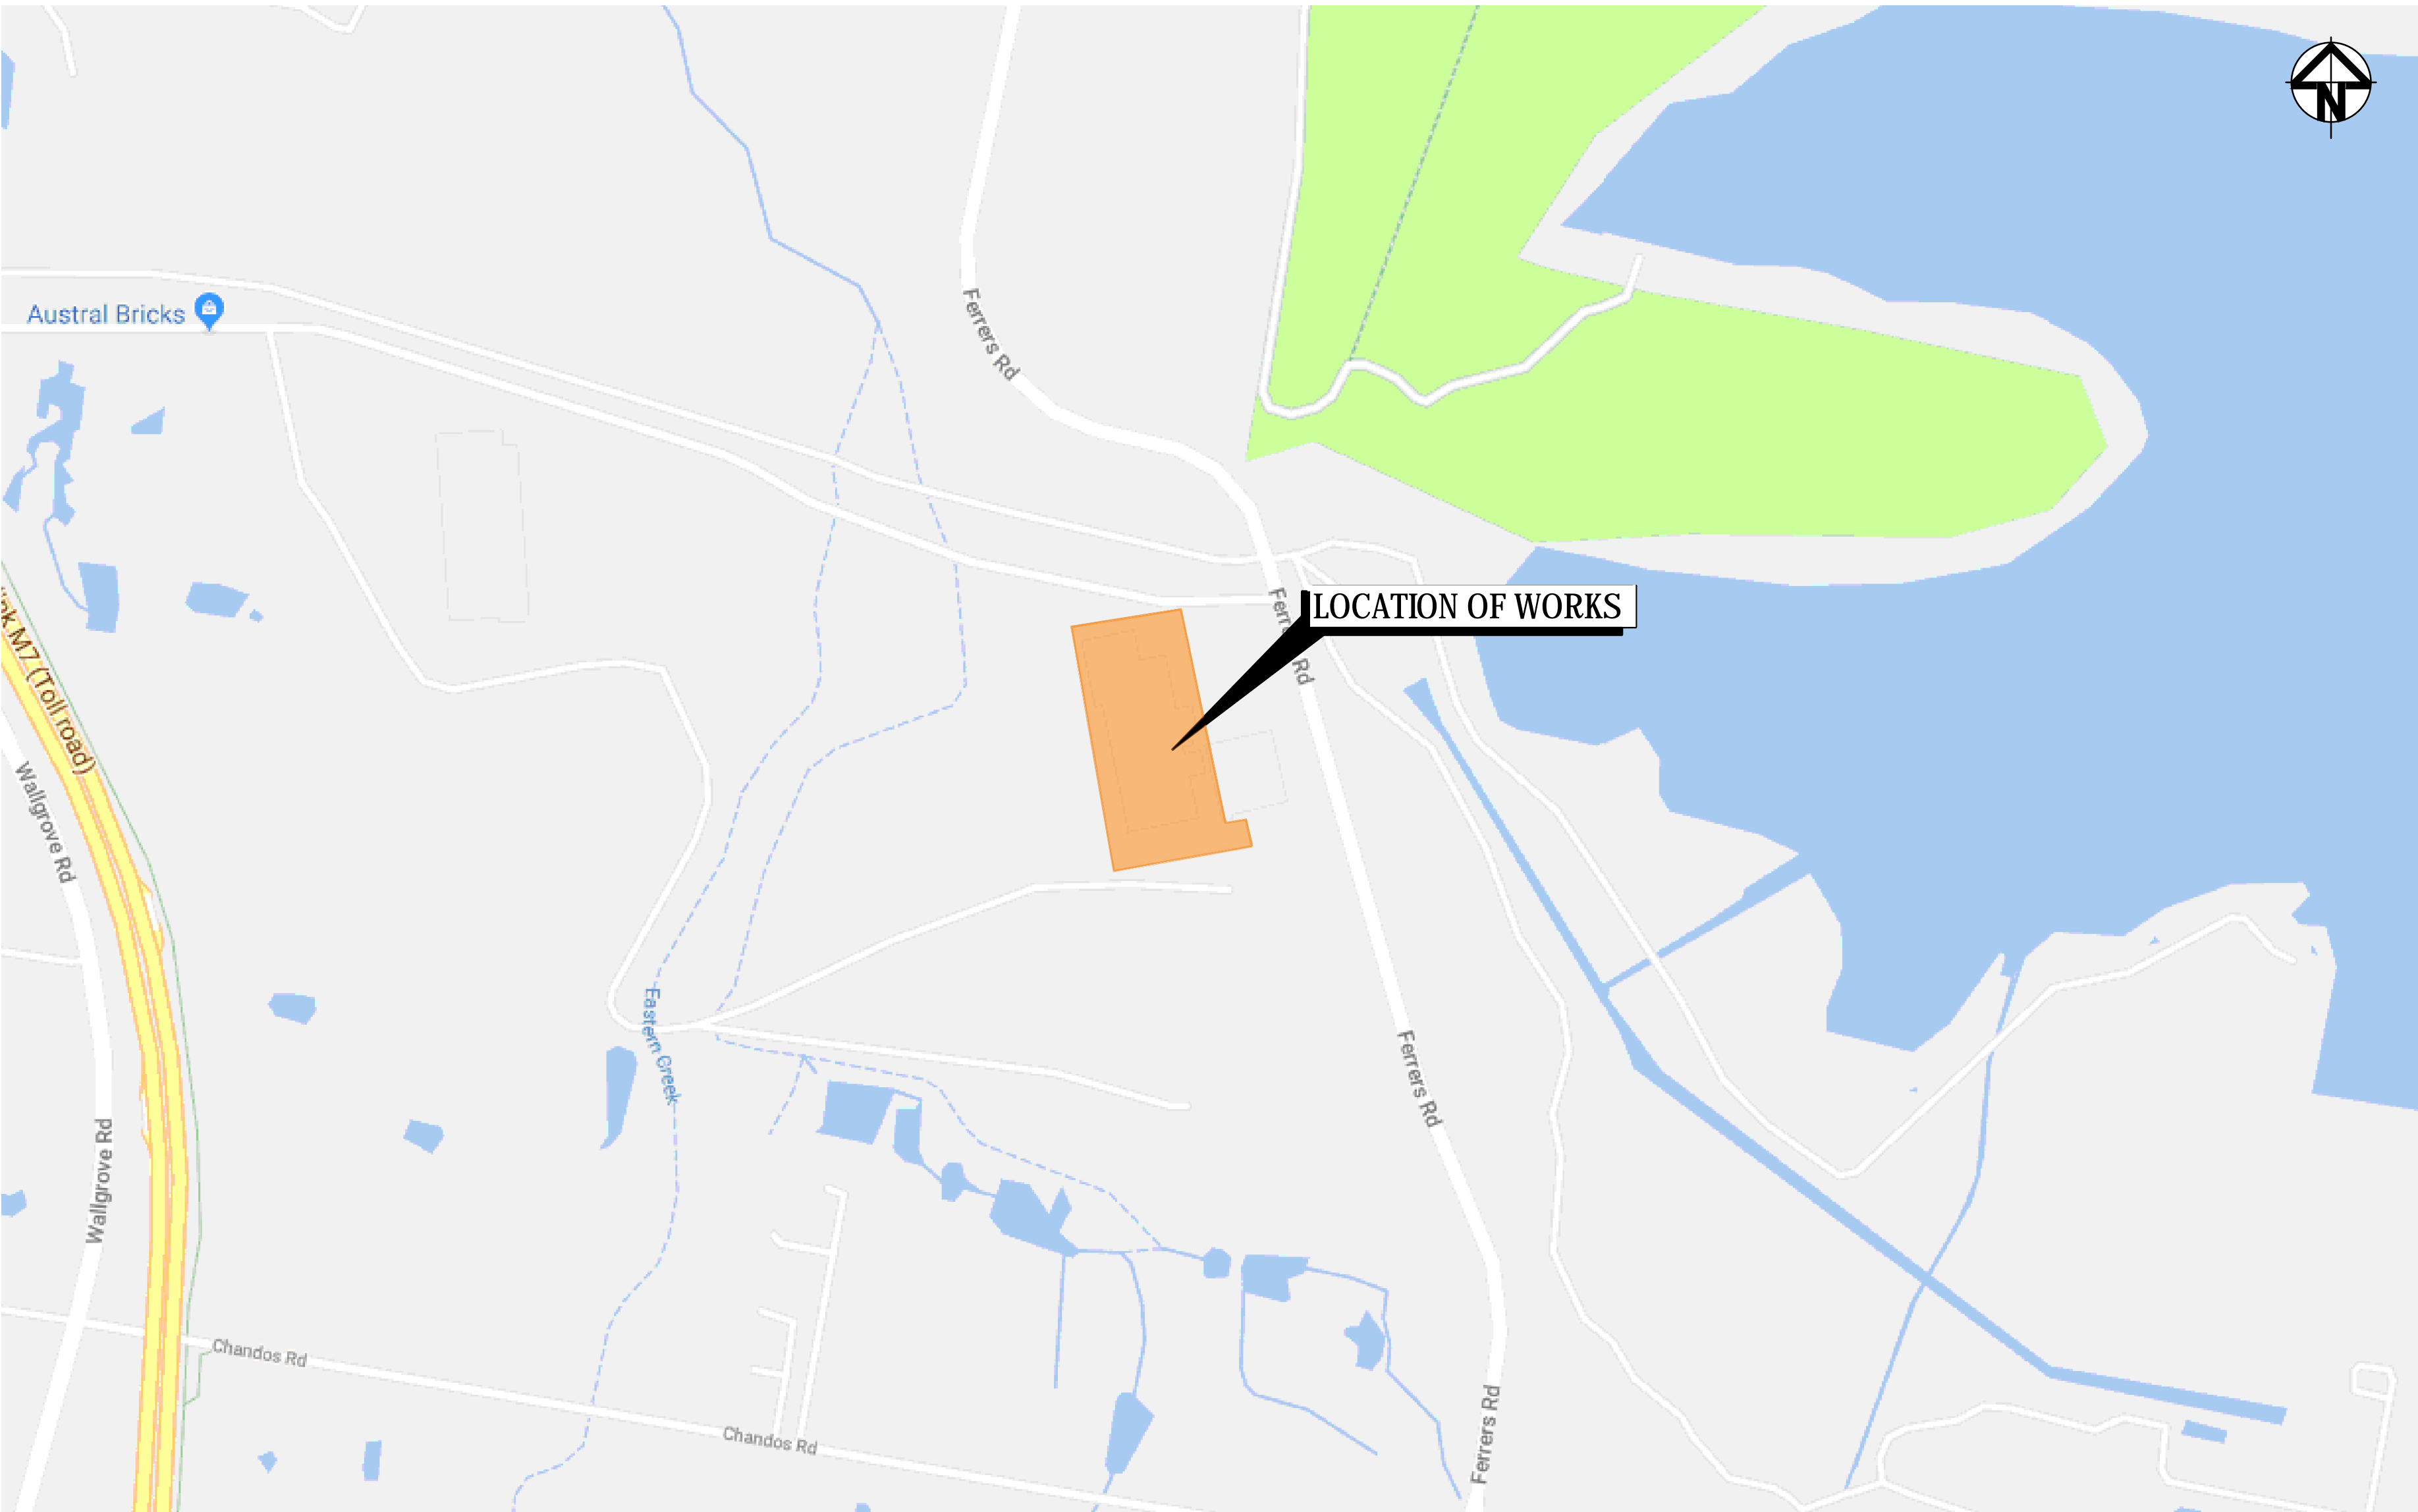 N
Austral Bricks
Ferrers Rd
LOCATION OF WORKS
Ferrers Rd
M7 (Toll road)
Wallgrove Rd
Eastern Creek
Ferrers Rd
Wallgrove Rd
Chandos Rd
Chandos Rd
Ferrers Rd